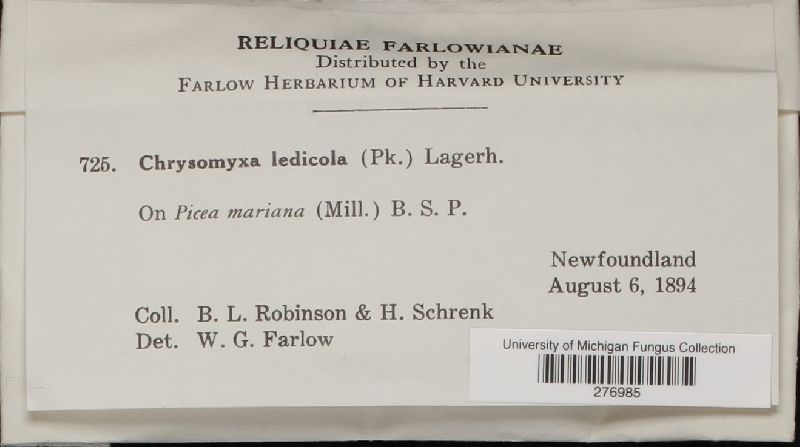 RELIQUIAE FARLOWIANAE
Distributed by the
FARLOW HERBARIUM OF HARVARD UNIVERSITY
725. Chrysomyxa ledicola (Pk.) Lagerh.
On Picea mariana (Mill.) B. S. P.
Newfoundland
August 6, 1894
Coll. B. L. Robinson & H. Schrenk
Det. W. G. Farlow
University of Michigan Fungus Collection
276985